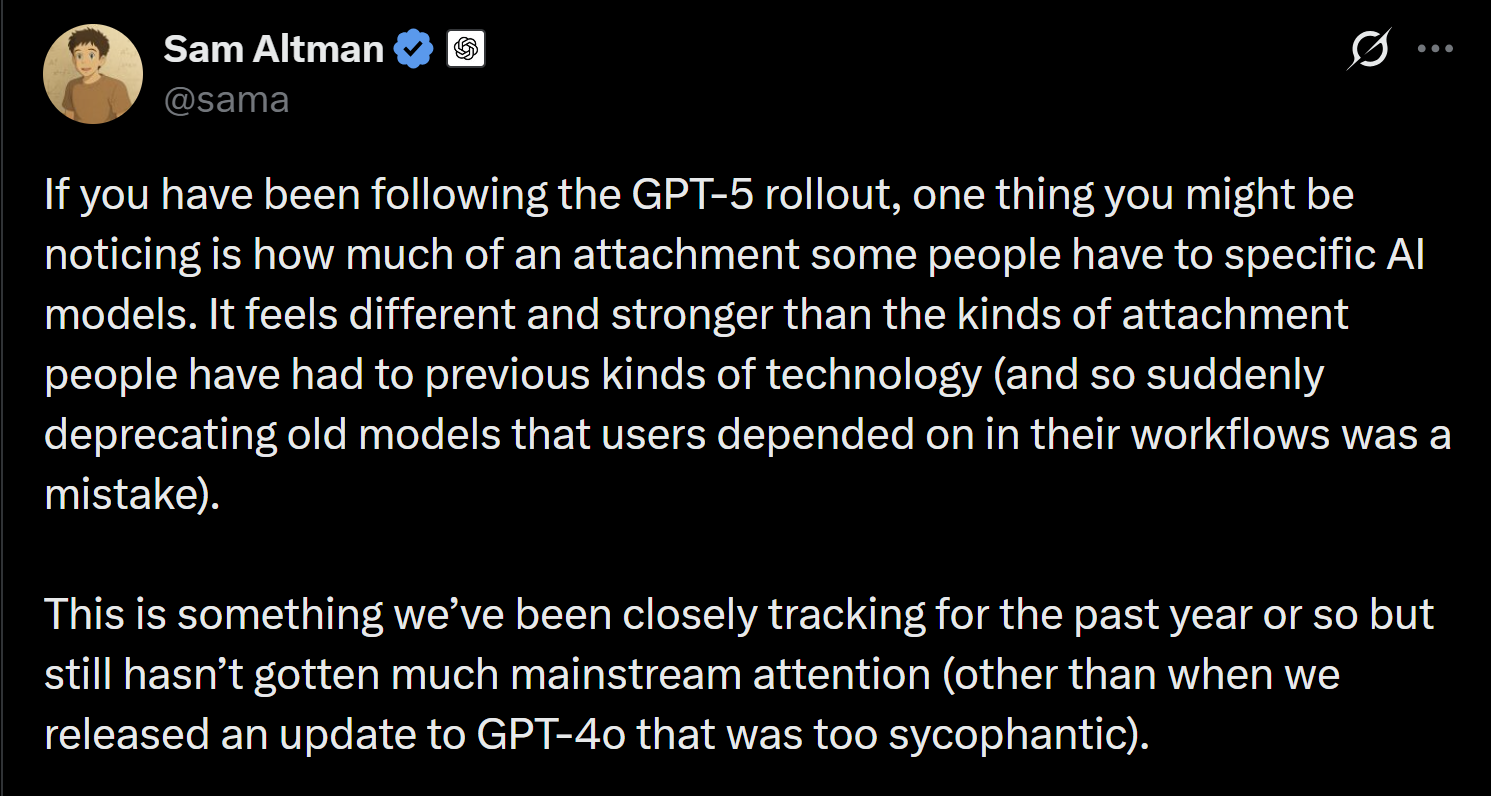 Sam Altman
@sama
If you have been following the GPT-5 rollout, one thing you might be
noticing is how much of an attachment some people have to specific AI
models. It feels different and stronger than the kinds of attachment
people have had to previous kinds of technology (and so suddenly
deprecating old models that users depended on in their workflows was a
mistake).
This is something we’ve been closely tracking for the past year or so but
still hasn’t gotten much mainstream attention (other than when we
released an update to GPT-4o that was too sycophantic).